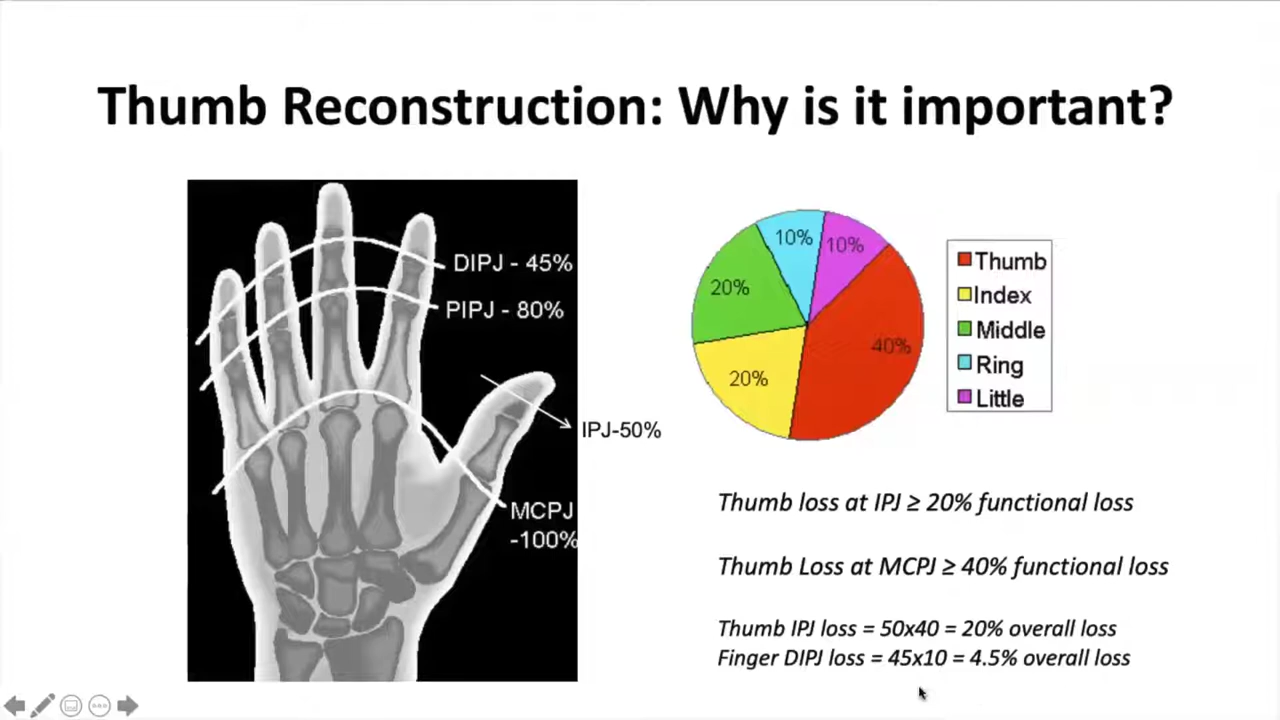 Thumb Reconstruction: Why is it important?
DIPJ - 45%
PIPJ - 80%
IPJ-50%
MCPJ
-100%
10%
10%
20%
40%
20%
Thumb
Index
Middle
Ring
Little
Thumb loss at IPJ ≥ 20% functional loss
Thumb Loss at MCPJ ≥ 40% functional loss
Thumb IPJ loss = 50x40 = 20% overall loss
Finger DIPJ loss = 45x10 = 4.5% overall loss